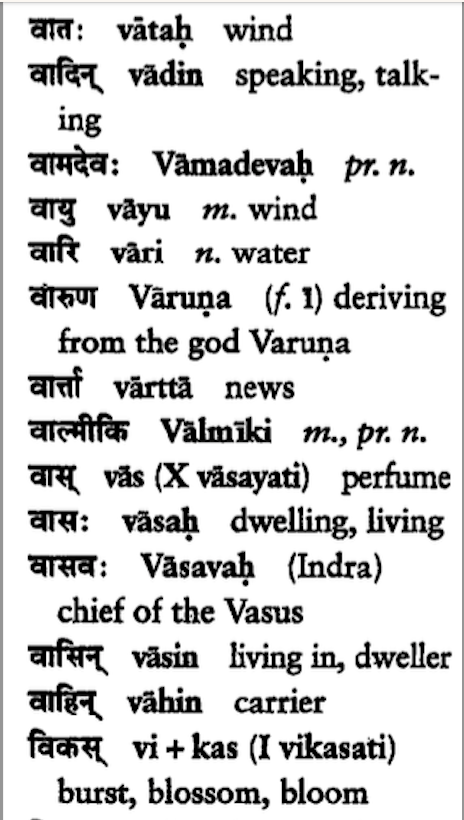 वातः vātaḥ wind
वादिन् vādin speaking, talk-
ing
वामदेवः Vāmadevaḥ pr. n.
वायु vāyu m. wind
वारि vāri n. water
वारुण Vāruṇa (f. ī) deriving
from the god Varuṇa
वार्त्ता vārttā news
वाल्मीकि Vālmīki m., pr. n.
वास् vās (X vāsayati) perfume
वासः vāsaḥ dwelling, living
वासवः Vāsavaḥ (Indra)
chief of the Vasus
वासिन् vāsin living in, dweller
वाहिन् vāhin carrier
विकस् vi + kas (I vikasati)
burst, blossom, bloom